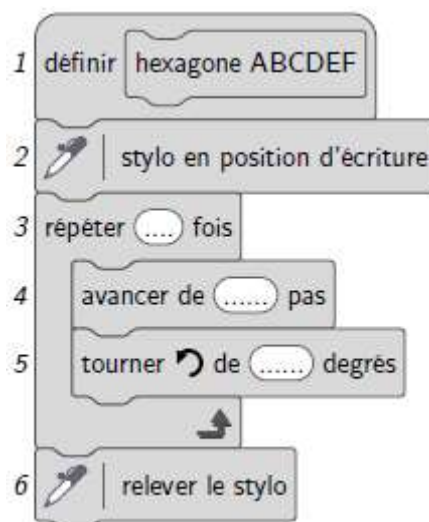 1 définir hexagone ABCDEF
2 stylo en position d'écriture
3 répéter .... fois
4 avancer de ...... pas
5 tourner de ...... degrés
6 relever le stylo